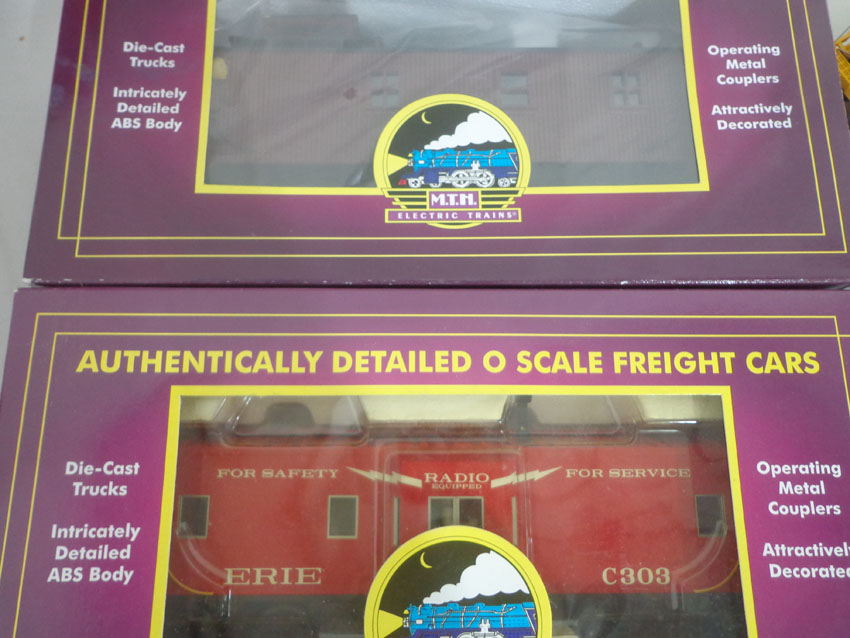 Die-Cast
Trucks
Intricately
Detailed
ABS Body
Operating
Metal
Couplers
Attractively
Decorated
M.T.H.
ELECTRIC TRAINS®
AUTHENTICALLY DETAILED O SCALE FREIGHT CARS
Die-Cast
Trucks
Intricately
Detailed
ABS Body
FOR SAFETY
RADIO
EQUIPPED
FOR SERVICE
ERIE
C303
Operating
Metal
Couplers
Attractivel
Decorate